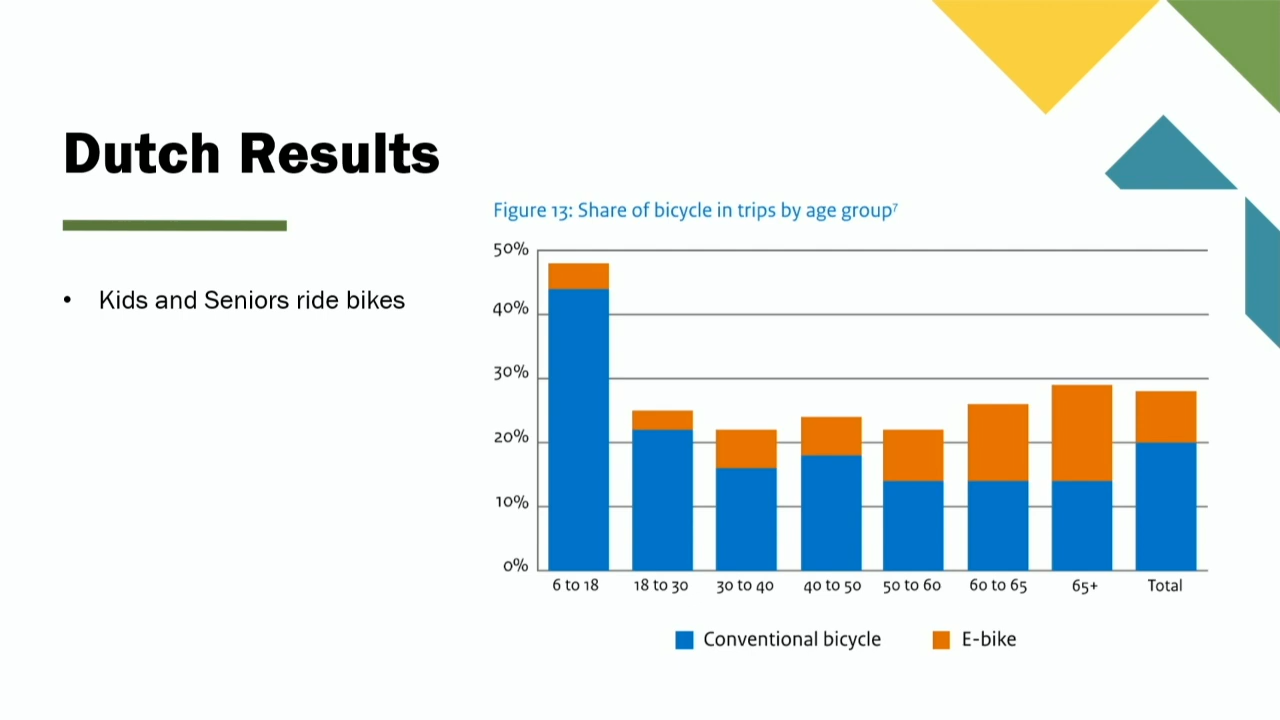 Dutch Results
• Kids and Seniors ride bikes
Figure 13: Share of bicycle in trips by age group⁷
50%
40%
30%
20%
10%
0%
6 to 18 18 to 30 30 to 40 40 to 50 50 to 60 60 to 65 65+ Total
Conventional bicycle E-bike